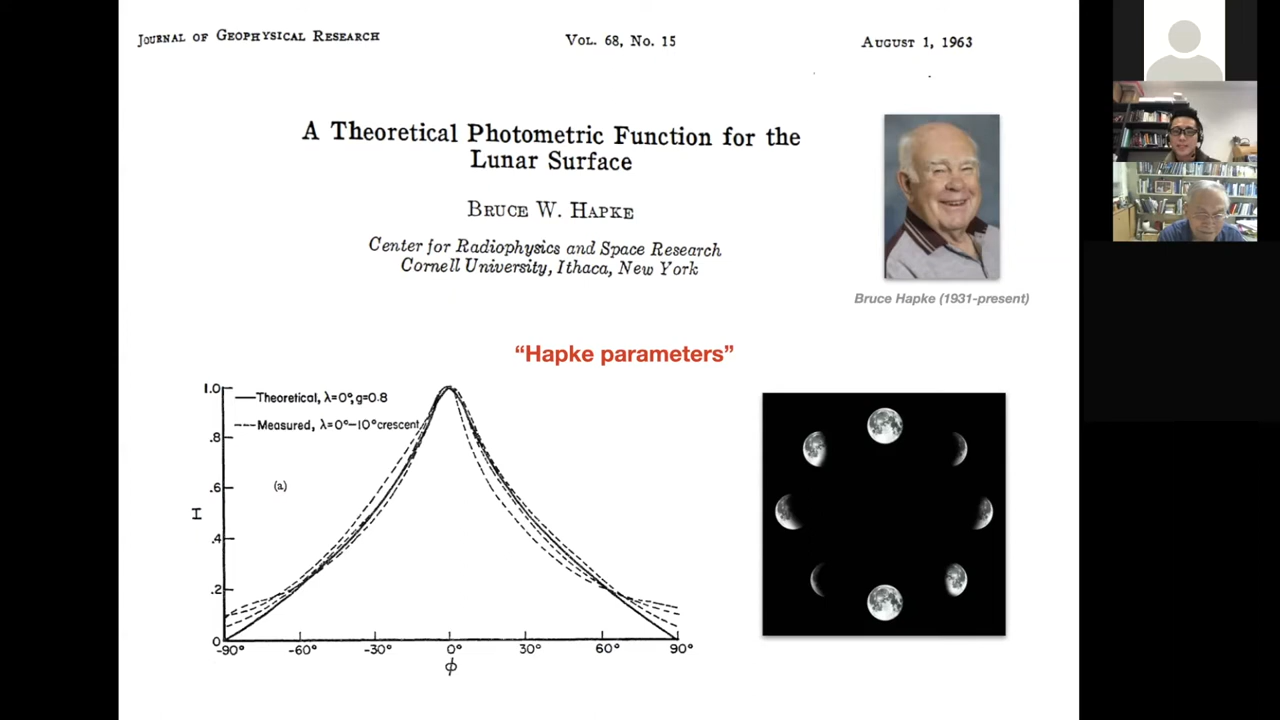 JOURNAL OF GEOPHYSICAL RESEARCH VOL. 68, NO. 15 AUGUST 1, 1963
A Theoretical Photometric Function for the
Lunar Surface
BRUCE W. HAPKE
Center for Radiophysics and Space Research
Cornell University, Ithaca, New York
Bruce Hapke (1931-present)
“Hapke parameters”
1.0
Theoretical, λ=0°, g=0.8
Measured, λ=0°-10° crescent
.8
.6
(a)
H
.4
.2
0
-90° -60° -30° 0° 30° 60° 90°
ϕ